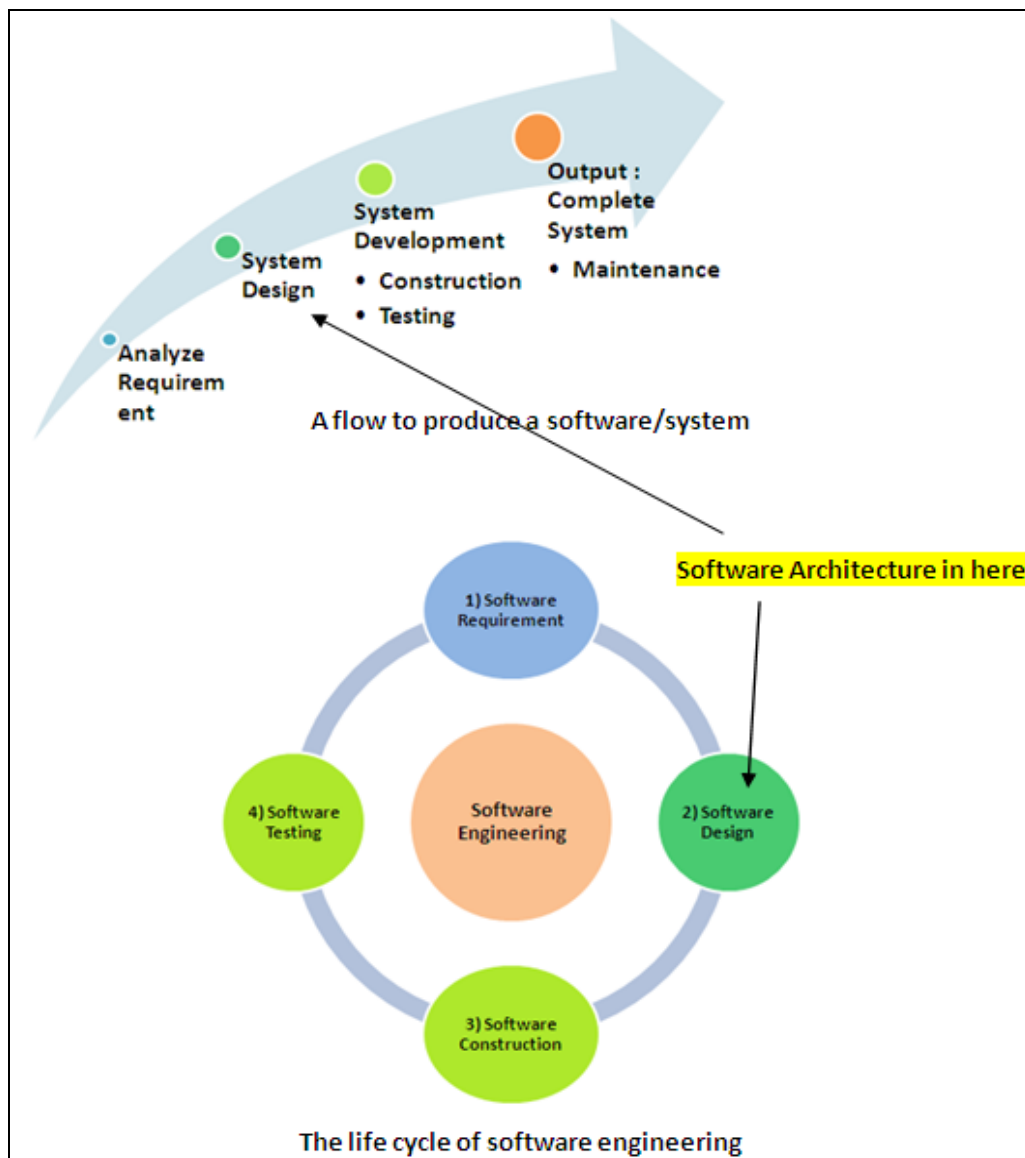 Analyze
Requirem
ent
System
Design
System
Development
• Construction
• Testing
Output :
Complete
System
• Maintenance
A flow to produce a software/system
Software Architecture in here
1) Software
Requirement
2) Software
Design
3) Software
Construction
4) Software
Testing
Software
Engineering
The life cycle of software engineering